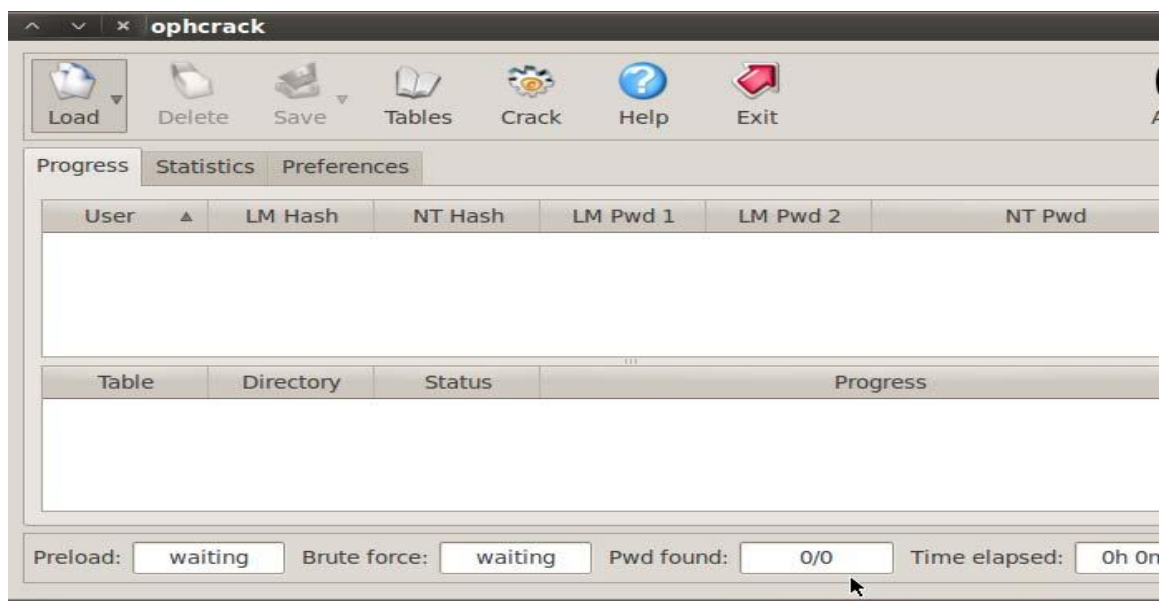 ophcrack
Load Delete Save Tables Crack Help Exit
Progress Statistics Preferences
User LM Hash NT Hash LM Pwd 1 LM Pwd 2 NT Pwd
Table Directory Status Progress
Preload: waiting Brute force: waiting Pwd found: 0/0 Time elapsed: 0h